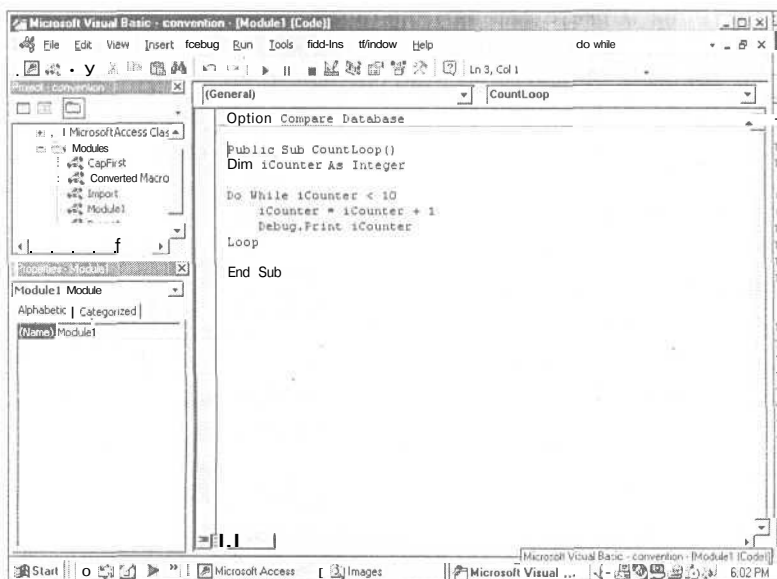 Microsoft Visual Basic - convention - [Module1 (Code)]
File Edit View Insert fcebug Run Tools fidd-Ins tf/indow Help do while
Ln 3, Col 1
Project - convention
(General) CountLoop
Option Compare Database
I Microsoft Access Clas
Modules
CapFirst
Converted Macro
Import
Module1
Public Sub CountLoop()
Dim iCounter As Integer
Do While iCounter < 10
iCounter = iCounter + 1
Debug.Print iCounter
Loop
End Sub
Properties - Module1
Module1 Module
Alphabetic | Categorized
(Name) Module1
Microsoft Visual Basic - convention - [Module1 (Code)]
Start Microsoft Access Images Microsoft Visual ... 6:02 PM